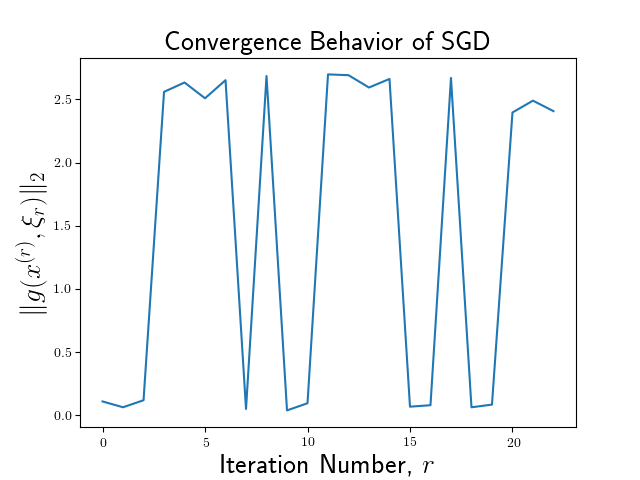 Convergence Behavior of SGD
||g(x^{(r)}, ξ_r)||_2
2.5
2.0
1.5
1.0
0.5
0.0
0 5 10 15 20
Iteration Number, r